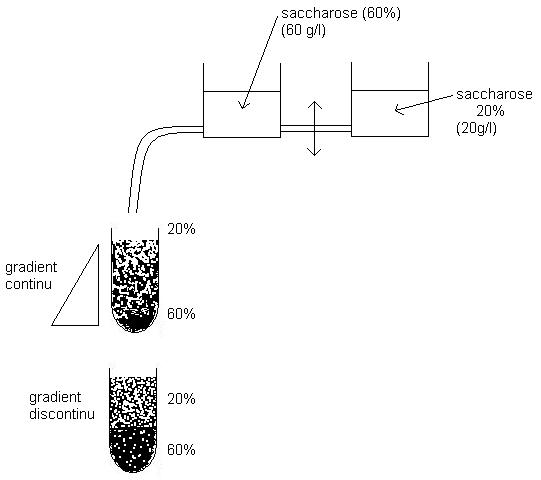 saccharose (60%)
(60 g/l)
saccharose
20%
(20g/l)
20%
gradient
continu
60%
gradient
discontinu
20%
60%